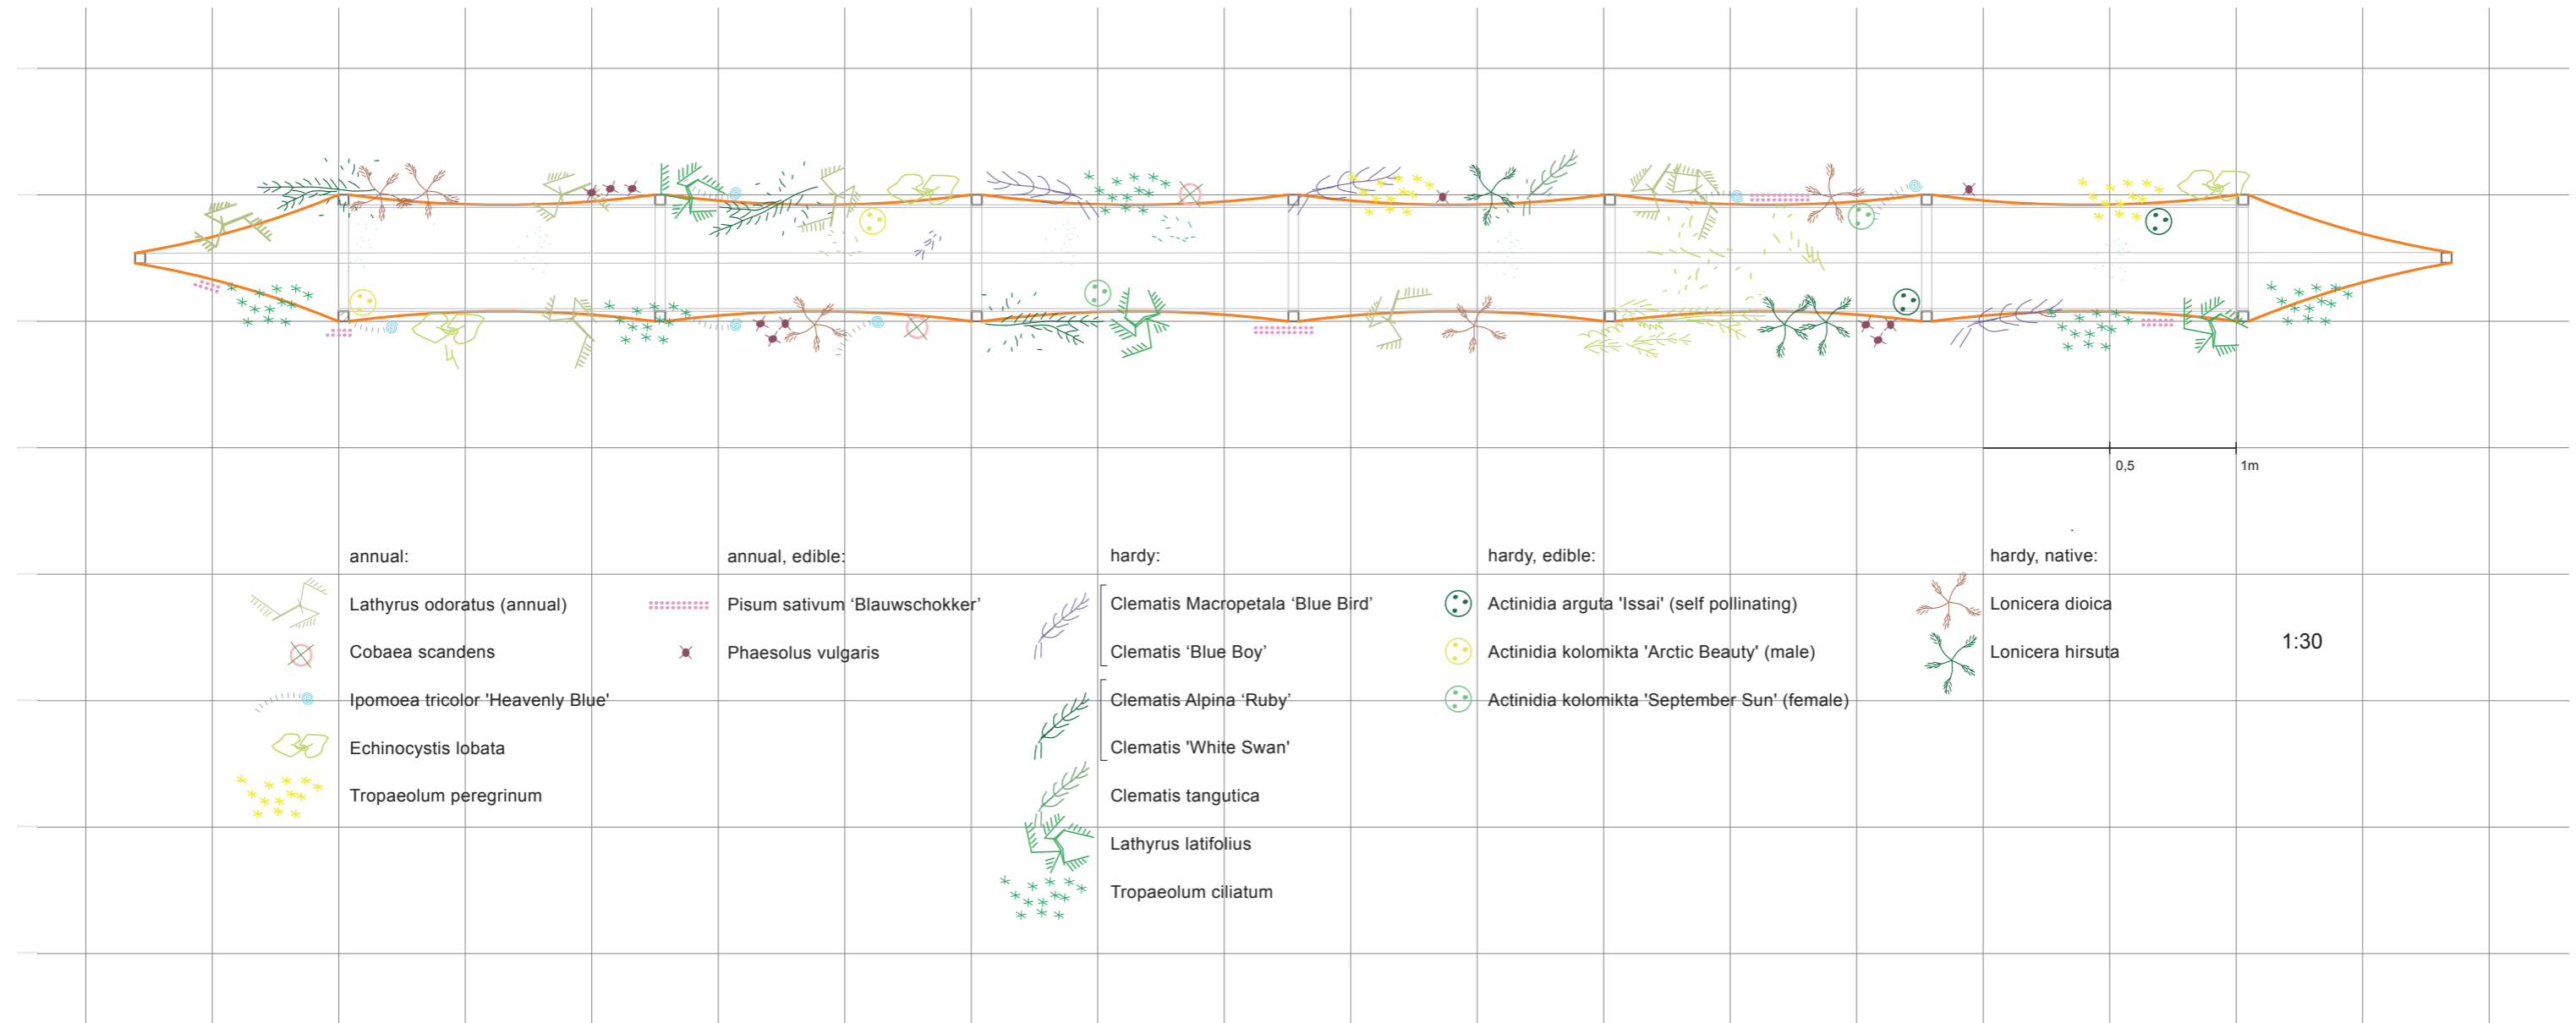 0,5
1m
annual:
Lathyrus odoratus (annual)
Cobaea scandens
Ipomoea tricolor 'Heavenly Blue'
Echinocystis lobata
Tropaeolum peregrinum
annual, edible:
Pisum sativum ‘Blauwschokker’
Phaesolus vulgaris
hardy:
Clematis Macropetala ‘Blue Bird’
Clematis ‘Blue Boy’
Clematis Alpina ‘Ruby’
Clematis 'White Swan'
Clematis tangutica
Lathyrus latifolius
Tropaeolum ciliatum
hardy, edible:
Actinidia arguta 'Issai' (self pollinating)
Actinidia kolomikta 'Arctic Beauty' (male)
Actinidia kolomikta 'September Sun' (female)
hardy, native:
Lonicera dioica
Lonicera hirsuta
1:30